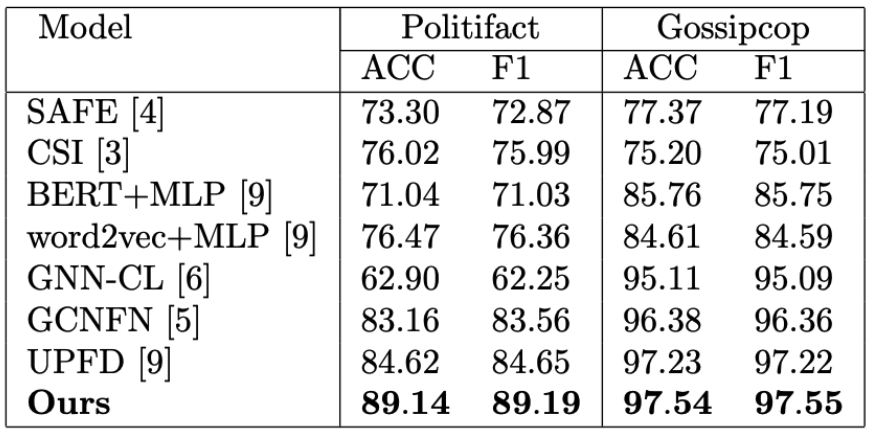 Model Politifact Gossipcop
ACC F1 ACC F1
SAFE [4] 73.30 72.87 77.37 77.19
CSI [3] 76.02 75.99 75.20 75.01
BERT+MLP [9] 71.04 71.03 85.76 85.75
word2vec+MLP [9] 76.47 76.36 84.61 84.59
GNN-CL [6] 62.90 62.25 95.11 95.09
GCNFN [5] 83.16 83.56 96.38 96.36
UPFD [9] 84.62 84.65 97.23 97.22
Ours 89.14 89.19 97.54 97.55